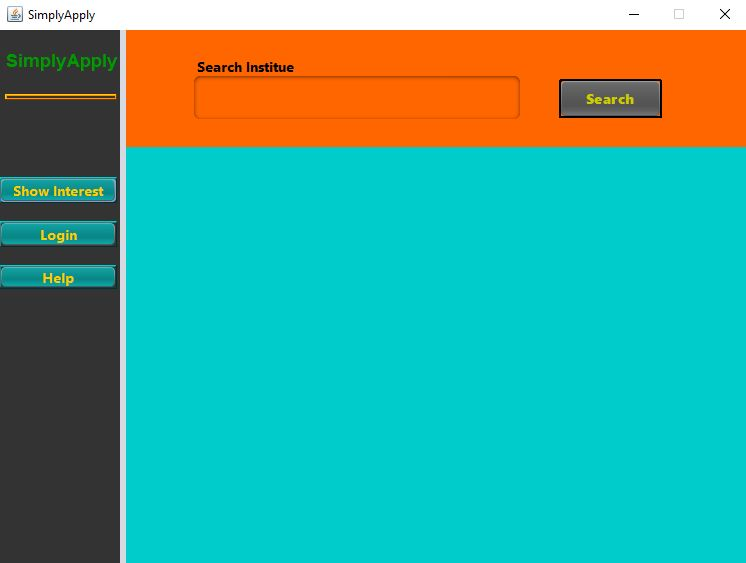 SimplyApply
SimplyApply
Search Institue
Search
Show Interest
Login
Help